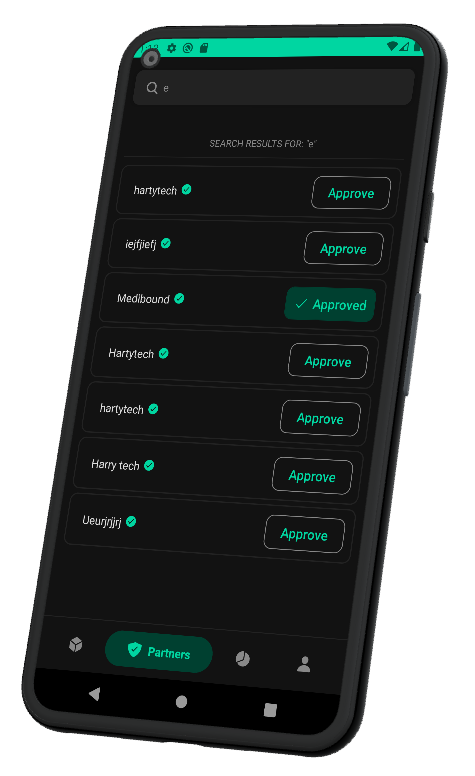 e
SEARCH RESULTS FOR: "e"
hartytech
Approve
iejfjiefj
Approve
Medibound
Approved
Hartytech
Approve
hartytech
Approve
Harry tech
Approve
Ueurjrjjrj
Approve
Partners